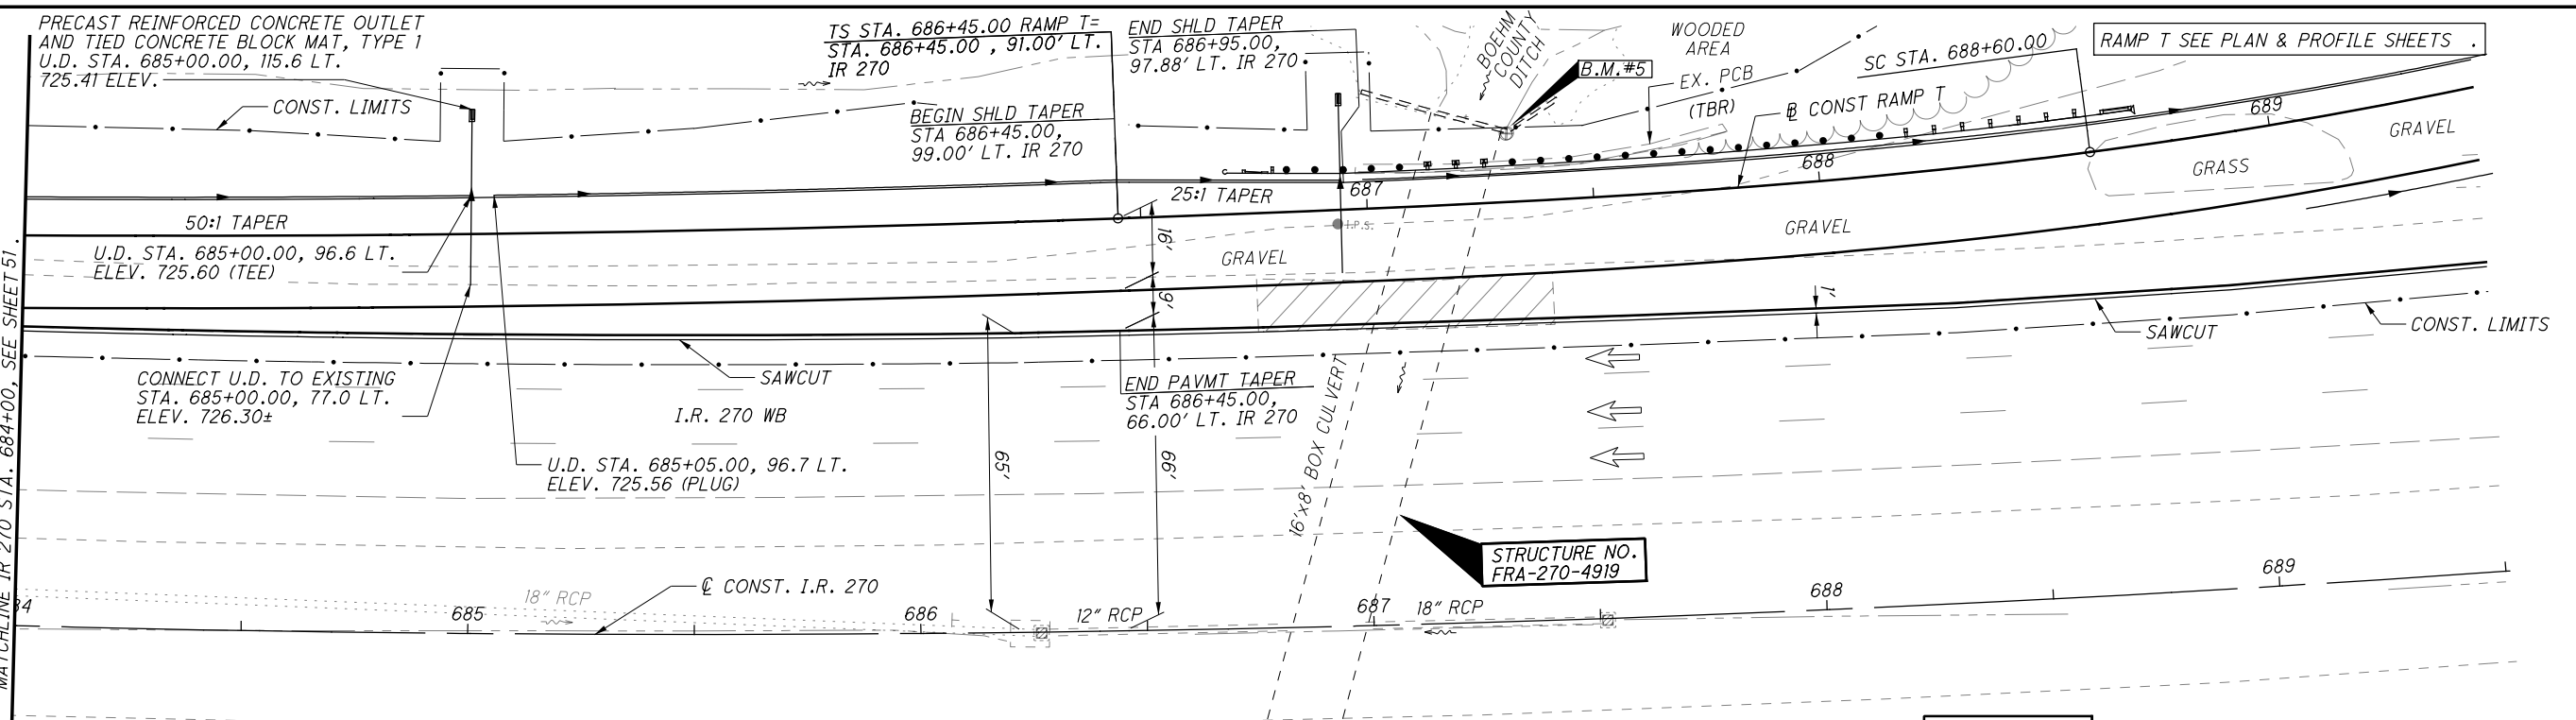 PRECAST REINFORCED CONCRETE OUTLET
AND TIED CONCRETE BLOCK MAT, TYPE 1
U.D. STA. 685+00.00, 115.6 LT.
725.41 ELEV.
CONST. LIMITS
TS STA. 686+45.00 RAMP T=
STA. 686+45.00 , 91.00' LT.
IR 270
END SHLD TAPER
STA 686+95.00,
97.88' LT. IR 270
BOEHM
COUNTY
DITCH
B.M.#5
WOODED
AREA
EX. PCB
(TBR)
SC STA. 688+60.00
RAMP T SEE PLAN & PROFILE SHEETS .
BEGIN SHLD TAPER
STA 686+45.00,
99.00' LT. IR 270
℄ CONST RAMP T
689
GRAVEL
688
GRASS
687
25:1 TAPER
50:1 TAPER
I.P.S.
GRAVEL
16'
GRAVEL
U.D. STA. 685+00.00, 96.6 LT.
ELEV. 725.60 (TEE)
9'
1'
SAWCUT
CONST. LIMITS
MATCHLINE IR 270 STA. 684+00, SEE SHEET 51.
CONNECT U.D. TO EXISTING
STA. 685+00.00, 77.0 LT.
ELEV. 726.30±
SAWCUT
I.R. 270 WB
END PAVMT TAPER
STA 686+45.00,
66.00' LT. IR 270
16'x8' BOX CULVERT
U.D. STA. 685+05.00, 96.7 LT.
ELEV. 725.56 (PLUG)
65'
66'
STRUCTURE NO.
FRA-270-4919
℄ CONST. I.R. 270
18" RCP
84
685
686
12" RCP
687
18" RCP
688
689